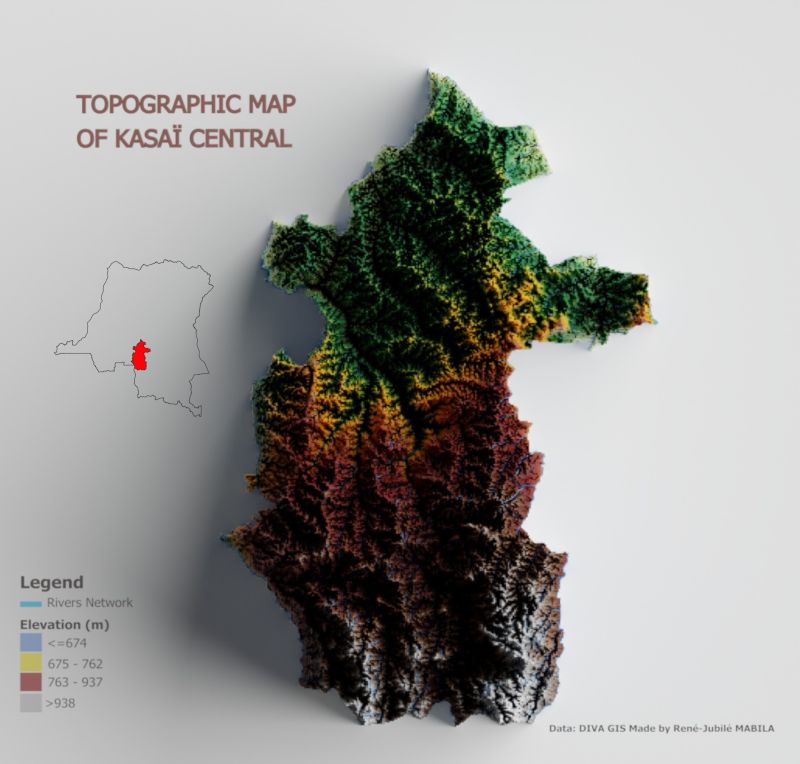 TOPOGRAPHIC MAP
OF KASAÏ CENTRAL
Legend
Rivers Network
Elevation (m)
<=674
675 - 762
763 - 937
>938
Data: DIVA GIS Made by René-Jubilé MABILA